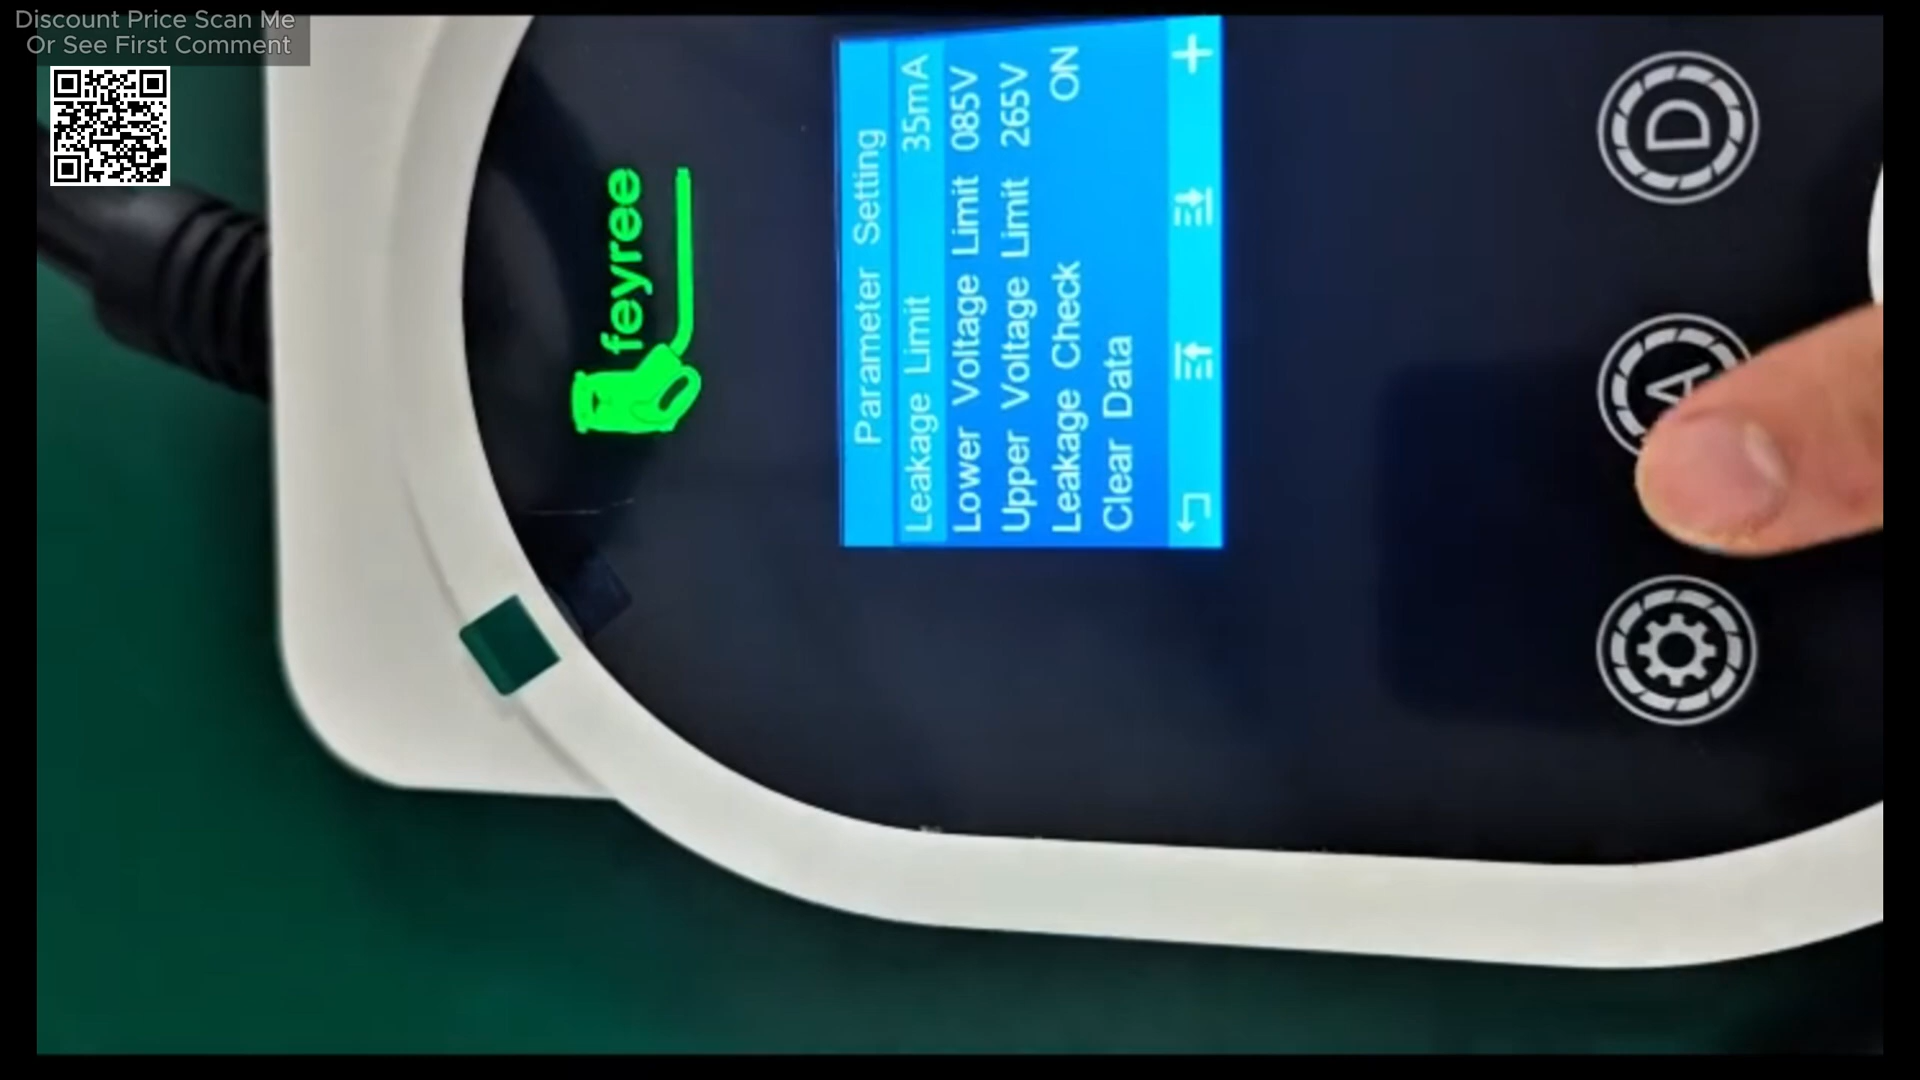 Discount Price Scan Me
Or See First Comment
feyree
Parameter Setting
Leakage Limit 35mA
Lower Voltage Limit 085V
Upper Voltage Limit 265V
Leakage Check ON
Clear Data
A
D